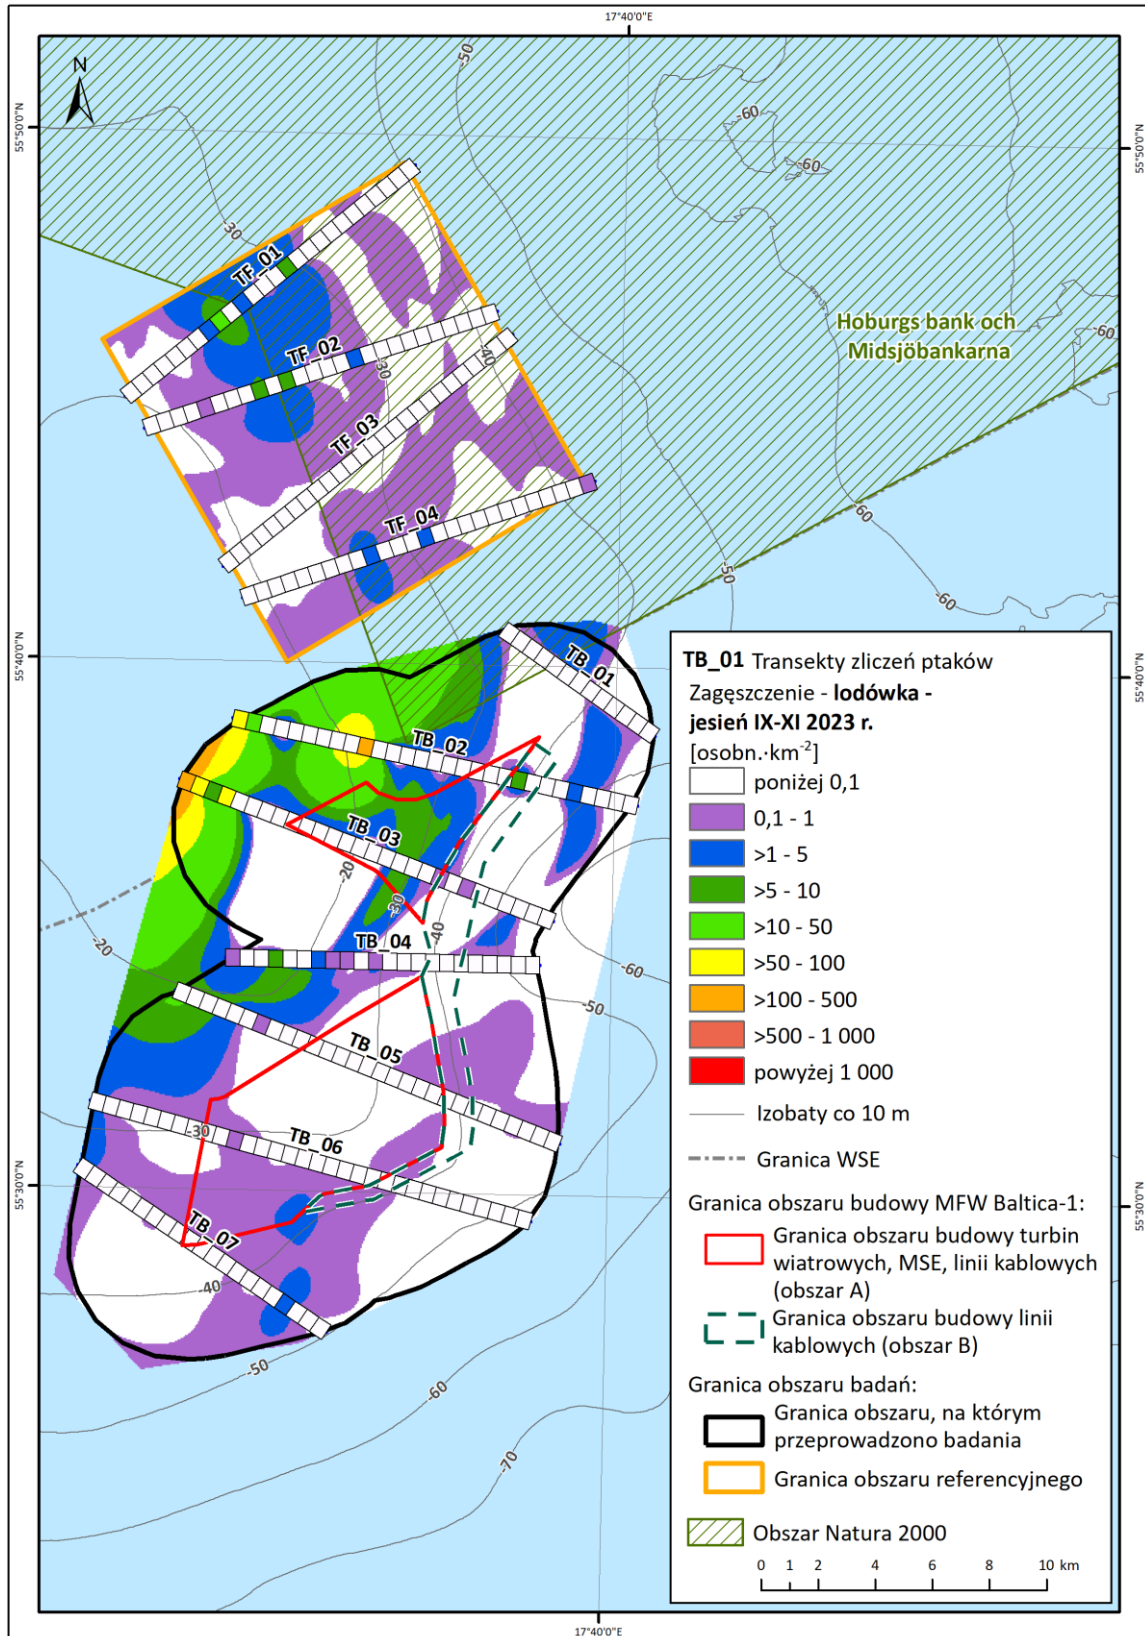 17°40'0"E
N
55°50'0"N
55°50'0"N
-50
-60
-60
-30
TF_01
TF_02
-30
-40
Hoburgs bank och
Midsjöbankarna
-60
TF_03
TF_04
-60
-50
-60
55°40'0"N
55°40'0"N
TB_01
TB_02
TB_03
-20
-30
-40
TB_04
-20
-60
-50
TB_05
-30
TB_06
55°30'0"N
55°30'0"N
TB_07
-40
-50
-60
-70
TB_01 Transekty zliczeń ptaków
Zagęszczenie - lodówka -
jesień IX-XI 2023 r.
[osobn.·km-2]
poniżej 0,1
0,1 - 1
>1 - 5
>5 - 10
>10 - 50
>50 - 100
>100 - 500
>500 - 1 000
powyżej 1 000
Izobaty co 10 m
Granica WSE
Granica obszaru budowy MFW Baltica-1:
Granica obszaru budowy turbin
wiatrowych, MSE, linii kablowych
(obszar A)
Granica obszaru budowy linii
kablowych (obszar B)
Granica obszaru badań:
Granica obszaru, na którym
przeprowadzono badania
Granica obszaru referencyjnego
Obszar Natura 2000
0 1 2 4 6 8 10 km
17°40'0"E